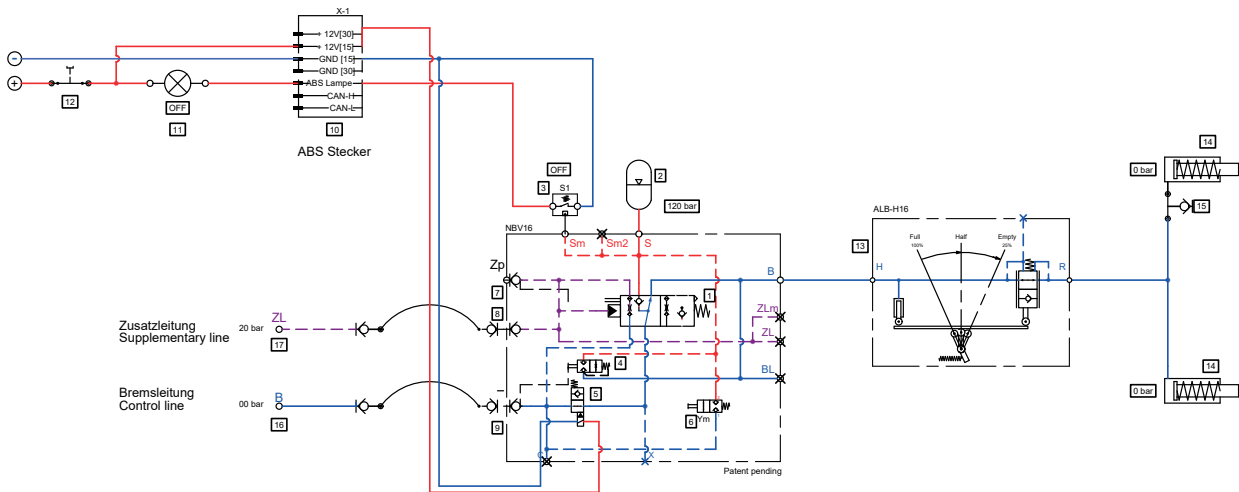 X-1
+ 12V[30]
+ 12V[15]
GND [15]
GND [30]
ABS Lampe
CAN-H
CAN-L
12
OFF
11
10
ABS Stecker
OFF
3
S1
2
120 bar
NBV16
Sm
Sm2
S
Zp
7
8
1
B
ZLm
ZL
BL
4
5
6
Ym
9
C
X
Patent pending
Zusatzleitung
Supplementary line
20 bar
ZL
17
Bremsleitung
Control line
00 bar
B
16
ALB-H16
13
Full
100%
Half
Empty
25%
H
R
14
0 bar
15
14
0 bar